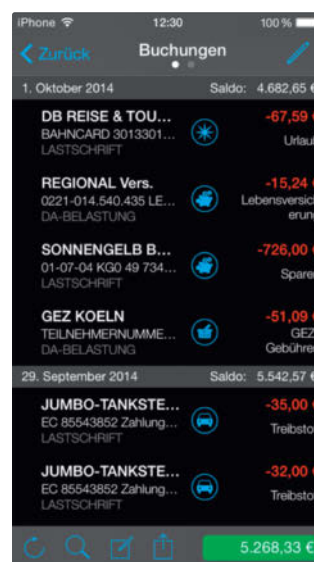 iPhone 12:30 100 %
Zurück Buchungen
1. Oktober 2014 Saldo: 4.682,65 €
DB REISE & TOU... -67,59 €
BAHNCARD 3013301... Urlau
LASTSCHRIFT
REGIONAL Vers. -15,24 €
0221-014.540.435 LE... Lebensversich
DA-BELASTUNG erun
SONNENGELB B... -726,00 €
01-07-04 KG0 49 734... Spare
LASTSCHRIFT
GEZ KOELN -51,09 €
TEILNEHMERNUMME... GEZ
DA-BELASTUNG Gebühre
29. September 2014 Saldo: 5.542,57 €
JUMBO-TANKSTE... -35,00 €
EC 85543852 Zahlung... Treibsto
LASTSCHRIFT
JUMBO-TANKSTE... -32,00 €
EC 85543852 Zahlung... Treibsto
LASTSCHRIFT
5.268,33 €